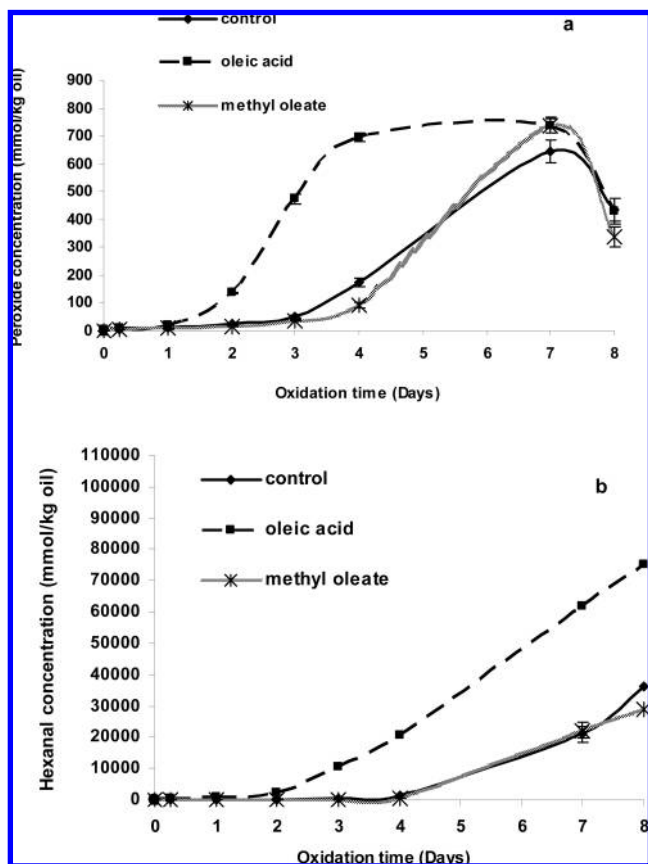 control
a
oleic acid
methyl oleate
Peroxide concentration (mmol/kg oil)
900
800
700
600
500
400
300
200
100
0
0 1 2 3 4 5 6 7 8
Oxidation time (Days)
b
control
oleic acid
methyl oleate
Hexanal concentration (mmol/kg oil)
110000
100000
90000
80000
70000
60000
50000
40000
30000
20000
10000
0
0 1 2 3 4 5 6 7 8
Oxidation time (Days)